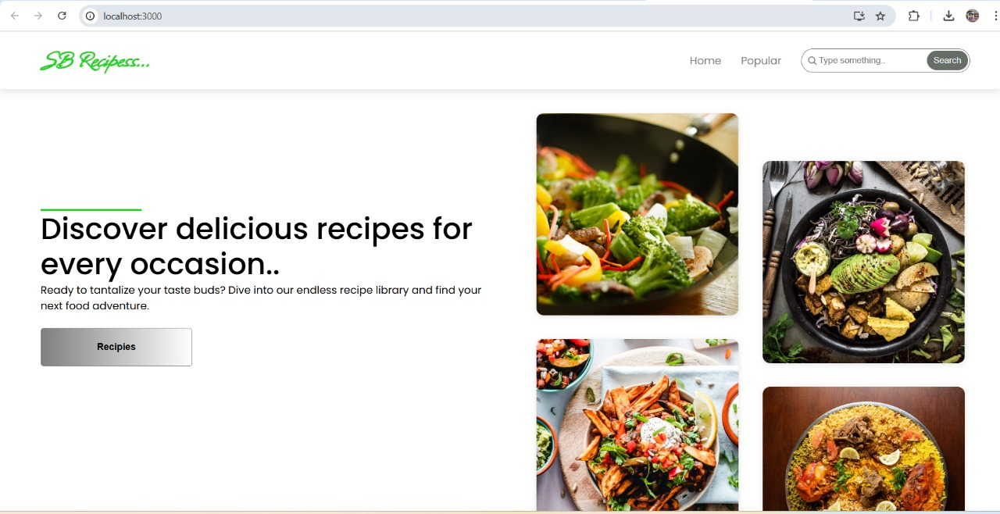 localhost:3000
SB Recipess...
Home
Popular
Type something..
Search
Discover delicious recipes for
every occasion..
Ready to tantalize your taste buds? Dive into our endless recipe library and find your
next food adventure.
Recipies